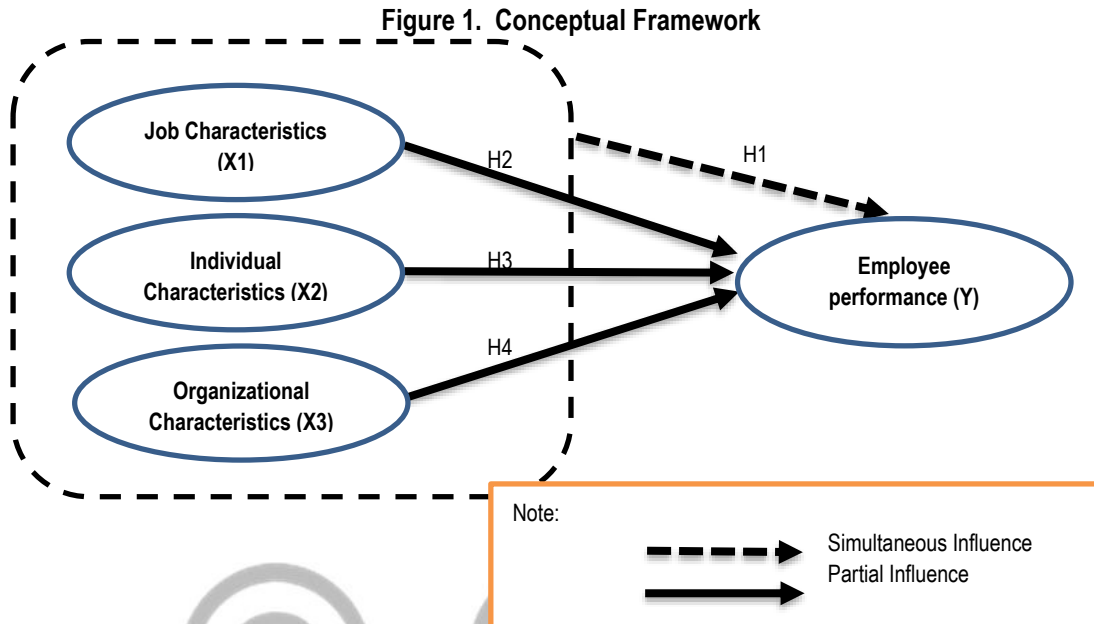 Figure 1. Conceptual Framework
Job Characteristics
(X1)
H2
H1
Individual
Characteristics (X2)
H3
Employee
performance (Y)
H4
Organizational
Characteristics (X3)
Note:
Simultaneous Influence
Partial Influence